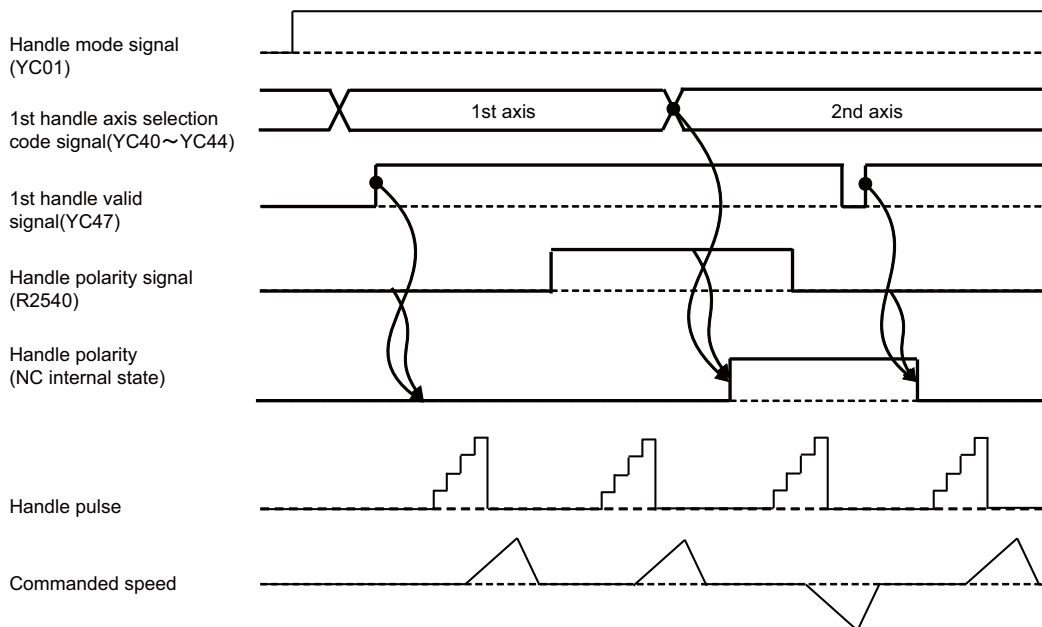 Handle mode signal
(YC01)
1st handle axis selection
code signal(YC40～YC44)
1st axis
2nd axis
1st handle valid
signal(YC47)
Handle polarity signal
(R2540)
Handle polarity
(NC internal state)
Handle pulse
Commanded speed